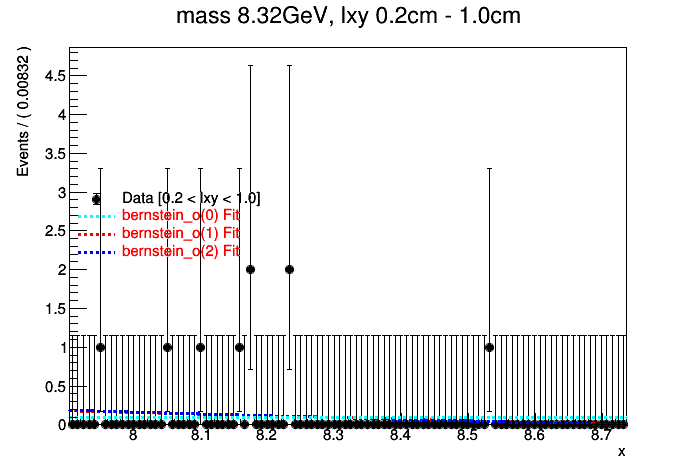 mass 8.32GeV, lxy 0.2cm - 1.0cm
Events / ( 0.00832 )
4.5
4
3.5
3
2.5
2
1.5
1
0.5
0
Data [0.2 < lxy < 1.0]
bernstein_o(0) Fit
bernstein_o(1) Fit
bernstein_o(2) Fit
8 8.1 8.2 8.3 8.4 8.5 8.6 8.7
x